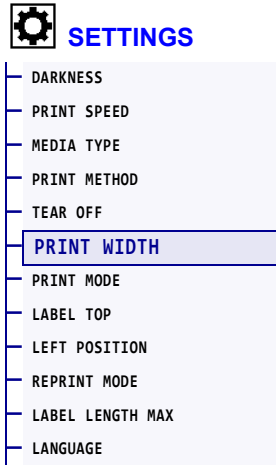 SETTINGS
DARKNESS
PRINT SPEED
MEDIA TYPE
PRINT METHOD
TEAR OFF
PRINT WIDTH
PRINT MODE
LABEL TOP
LEFT POSITION
REPRINT MODE
LABEL LENGTH MAX
LANGUAGE